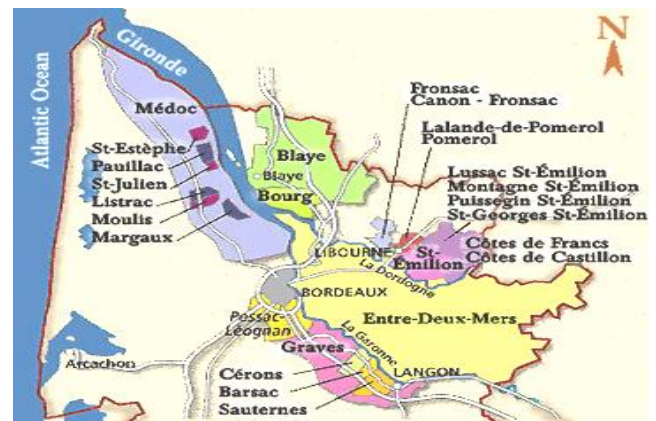 Atlantic Ocean
Gironde
N
Médoc
St-Estèphe
Pauillac
St-Julien
Listrac
Moulis
Margaux
Blaye
Blaye
Bourg
Fronsac
Canon - Fronsac
Lalande-de-Pomerol
Pomerol
Lussac St-Émilion
Montagne St-Émilion
Puissegin St-Émilion
St-Georges St-Émilion
Côtes de Francs
Côtes de Castillon
LIBOURNE
St-
Émilion
La Dordogne
BORDEAUX
Pessac-
Léognan
Entre-Deux-Mers
La Garonne
Graves
Arcachon
Cérons
Barsac
Sauternes
LANGON